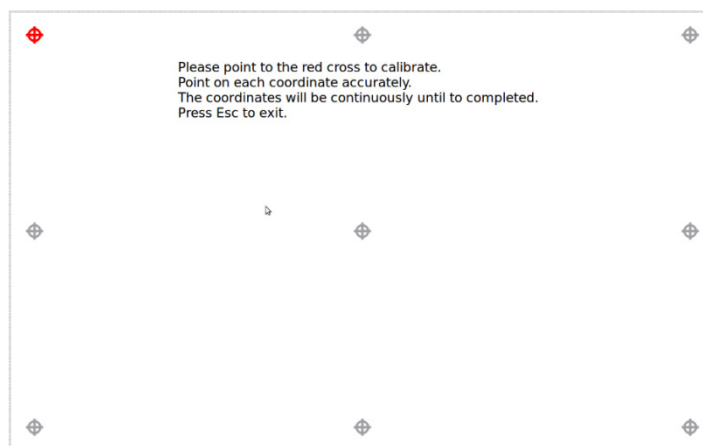 Please point to the red cross to calibrate.
Point on each coordinate accurately.
The coordinates will be continuously until to completed.
Press Esc to exit.